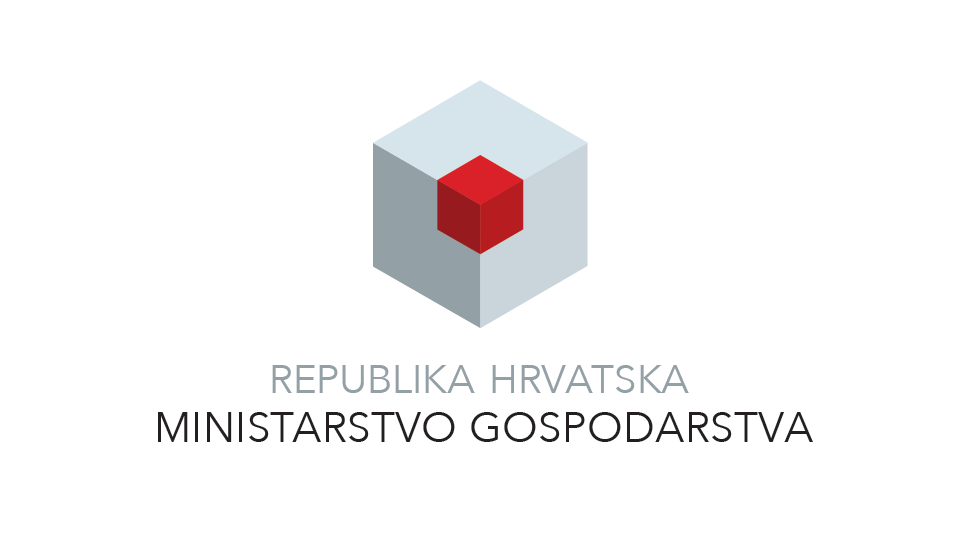 REPUBLIKA HRVATSKA
MINISTARSTVO GOSPODARSTVA